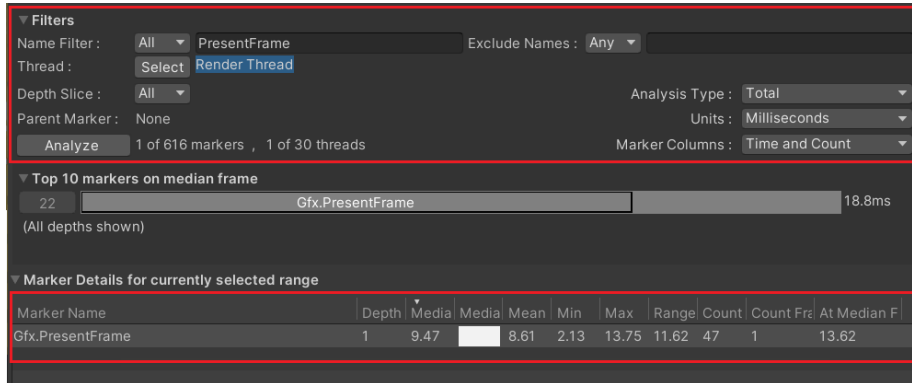 Filters
Name Filter : All PresentFrame Exclude Names : Any
Thread : Select Render Thread
Depth Slice : All Analysis Type : Total
Parent Marker : None Units : Milliseconds
Analyze 1 of 616 markers , 1 of 30 threads Marker Columns : Time and Count
Top 10 markers on median frame
22 Gfx.PresentFrame 18.8ms
(All depths shown)
Marker Details for currently selected range
Marker Name Depth Media Media Mean Min Max Range Count Count Fra At Median F
Gfx.PresentFrame 1 9.47 8.61 2.13 13.75 11.62 47 1 13.62